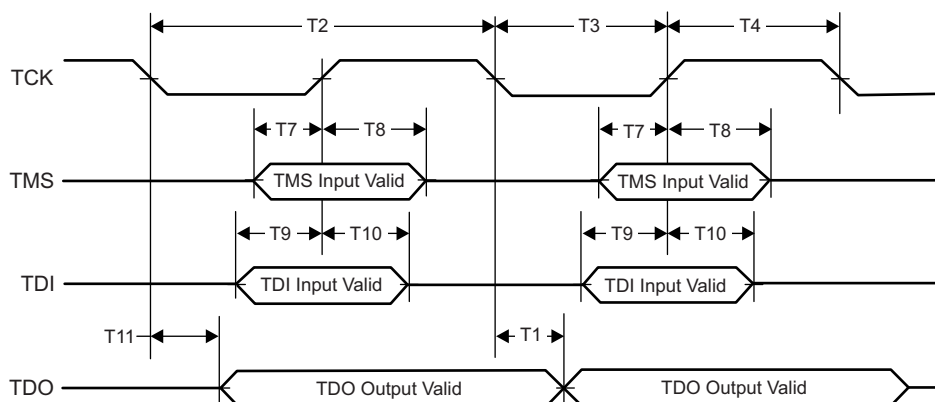 T2
T3
T4
TCK
T7
T8
T7
T8
TMS
TMS Input Valid
TMS Input Valid
T9
T10
T9
T10
TDI
TDI Input Valid
TDI Input Valid
T11
T1
TDO
TDO Output Valid
TDO Output Valid